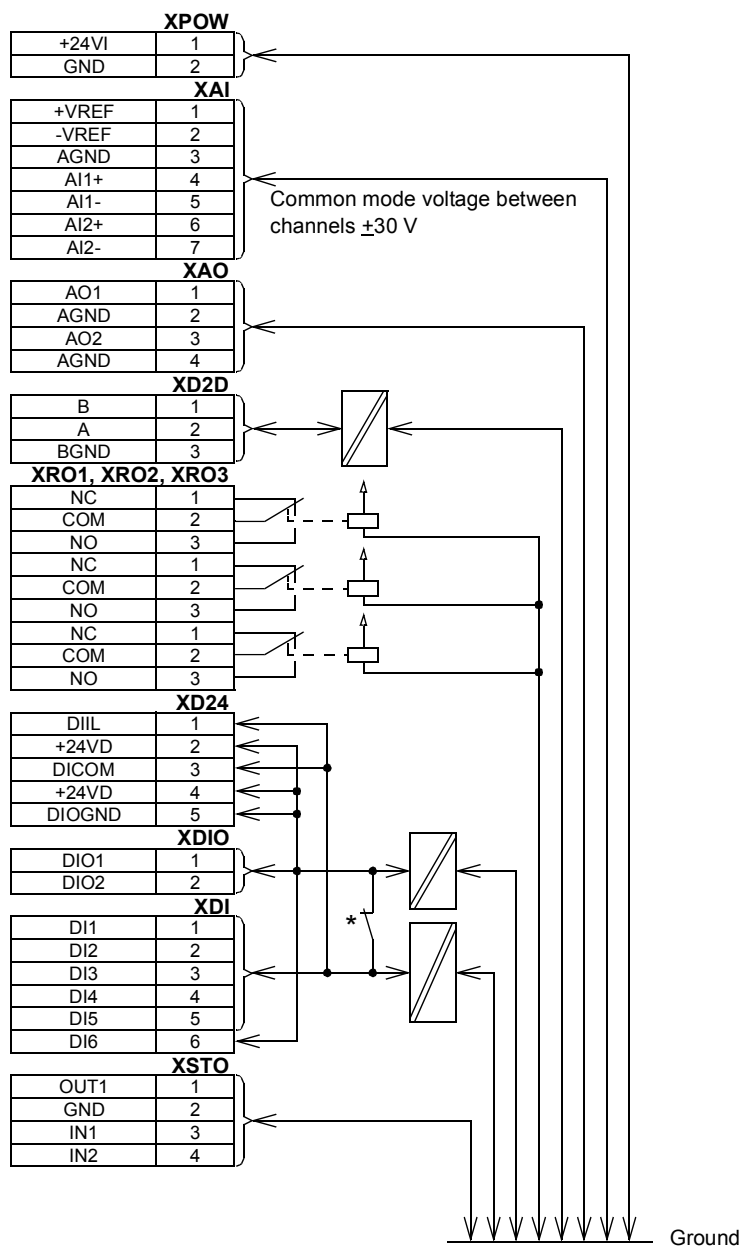 XPOW
+24VI 1
GND 2
XAI
+VREF 1
-VREF 2
AGND 3
AI1+ 4
AI1- 5
AI2+ 6
AI2- 7
Common mode voltage between
channels ±30 V
XAO
AO1 1
AGND 2
AO2 3
AGND 4
XD2D
B 1
A 2
BGND 3
XRO1, XRO2, XRO3
NC 1
COM 2
NO 3
NC 1
COM 2
NO 3
NC 1
COM 2
NO 3
XD24
DIIL 1
+24VD 2
DICOM 3
+24VD 4
DIOGND 5
XDIO
DIO1 1
DIO2 2
XDI
DI1 1
DI2 2
DI3 3
DI4 4
DI5 5
DI6 6
*
XSTO
OUT1 1
GND 2
IN1 3
IN2 4
Ground